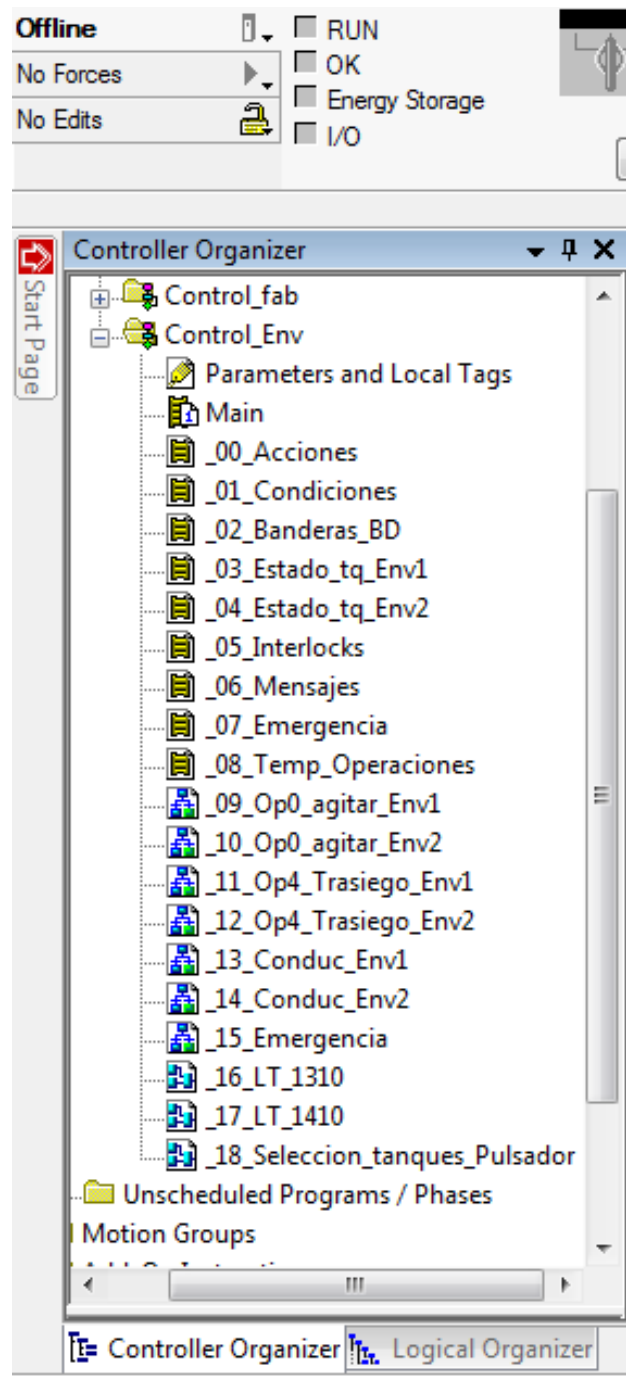 Offline
RUN
No Forces
OK
Energy Storage
No Edits
I/O
Start Page
Controller Organizer
Control_fab
Control_Env
Parameters and Local Tags
Main
_00_Acciones
_01_Condiciones
_02_Banderas_BD
_03_Estado_tq_Env1
_04_Estado_tq_Env2
_05_Interlocks
_06_Mensajes
_07_Emergencia
_08_Temp_Operaciones
_09_Op0_agitar_Env1
_10_Op0_agitar_Env2
_11_Op4_Trasiego_Env1
_12_Op4_Trasiego_Env2
_13_Conduc_Env1
_14_Conduc_Env2
_15_Emergencia
_16_LT_1310
_17_LT_1410
_18_Seleccion_tanques_Pulsador
Unscheduled Programs / Phases
Motion Groups
Controller Organizer
Logical Organizer